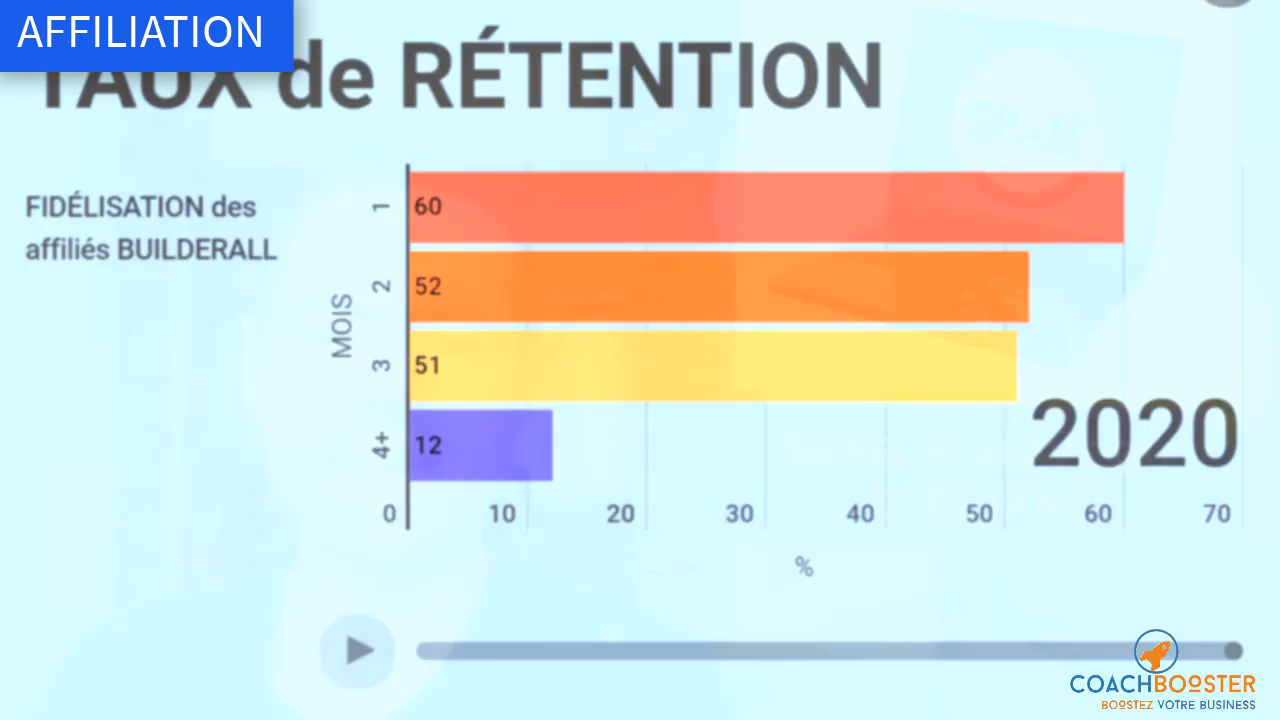 AFFILIATION
TAUX de RÉTENTION
FIDÉLISATION des
affiliés BUILDERALL
MOIS
1
60
2
52
3
51
4+
12
2020
0 10 20 30 40 50 60 70
%
COACHBOOSTER
BOOSTEZ VOTRE BUSINESS